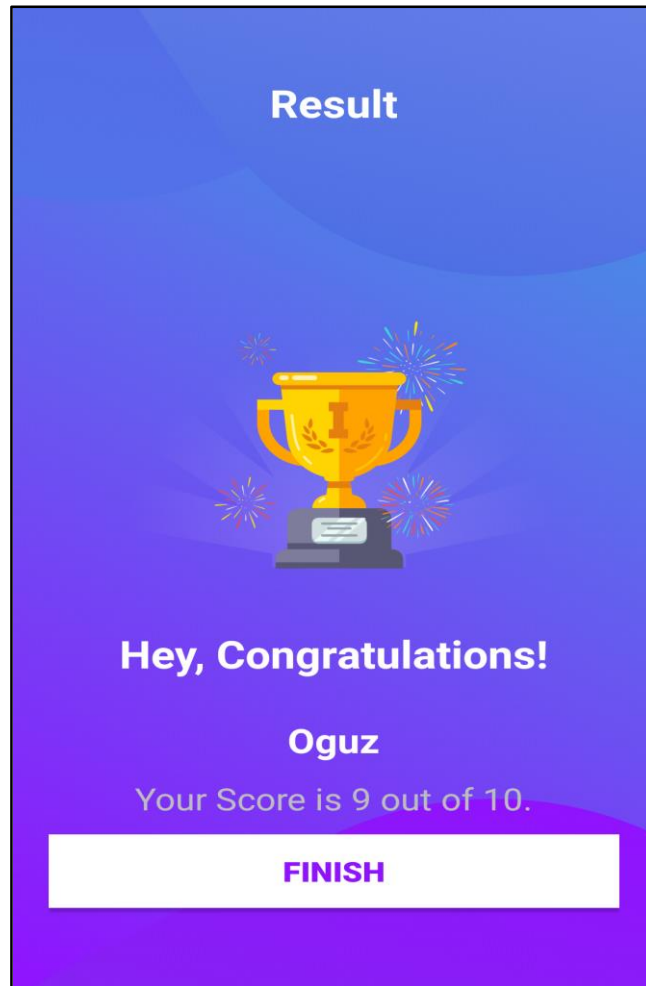 Result
Hey, Congratulations!
Oguz
Your Score is 9 out of 10.
FINISH